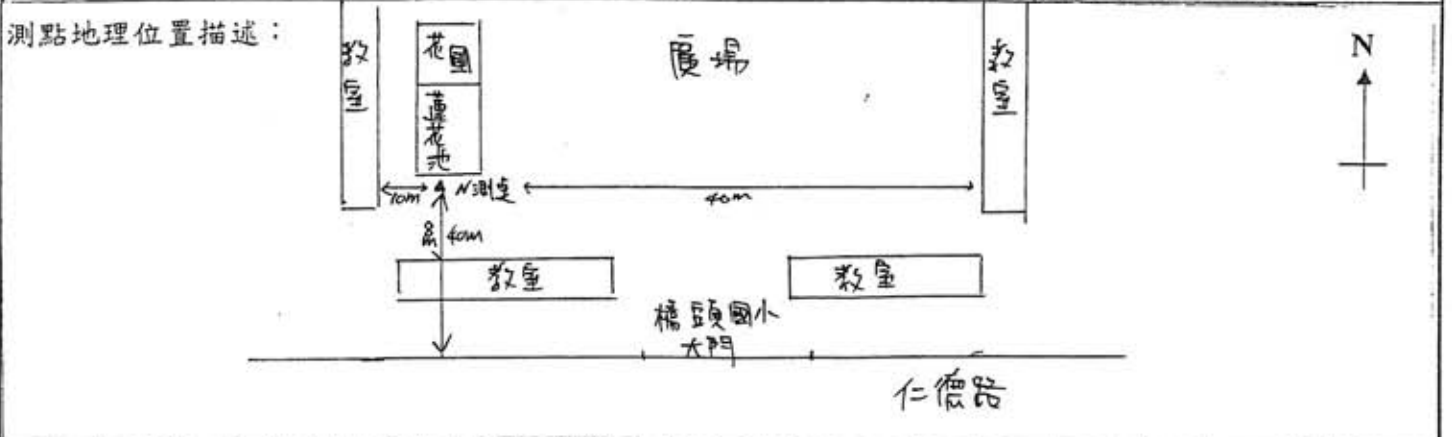 測點地理位置描述：
教室
花園
蓮花池
廣場
教室
N
10m
N測點
40m
8m
40m
教室
教室
橋頭國小
大門
仁德路